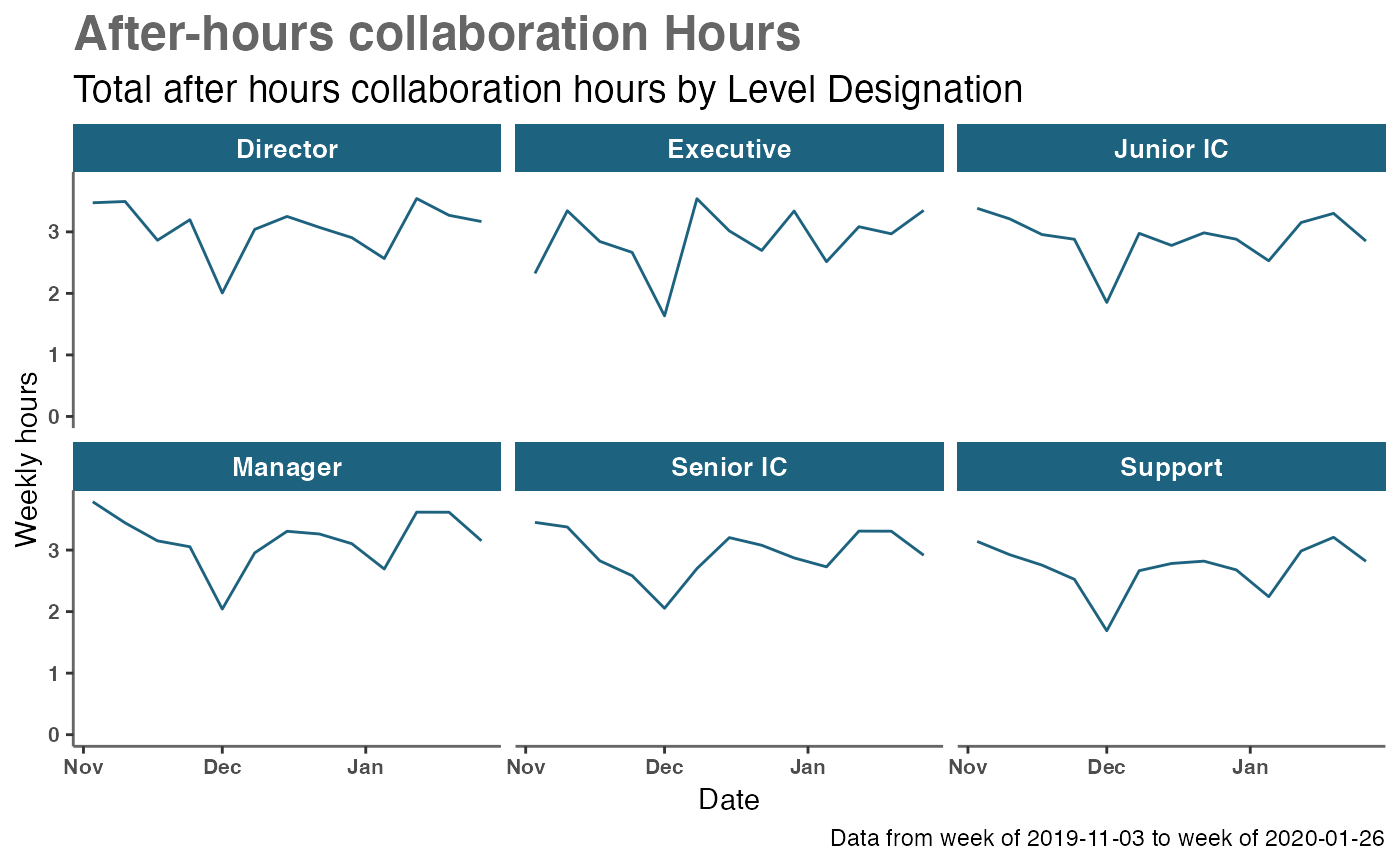 After-hours collaboration Hours
Total after hours collaboration hours by Level Designation
Director Executive Junior IC
3
2
1
0
Weekly hours
Manager Senior IC Support
3
2
1
0
Nov Dec Jan Nov Dec Jan Nov Dec Jan
Date
Data from week of 2019-11-03 to week of 2020-01-26